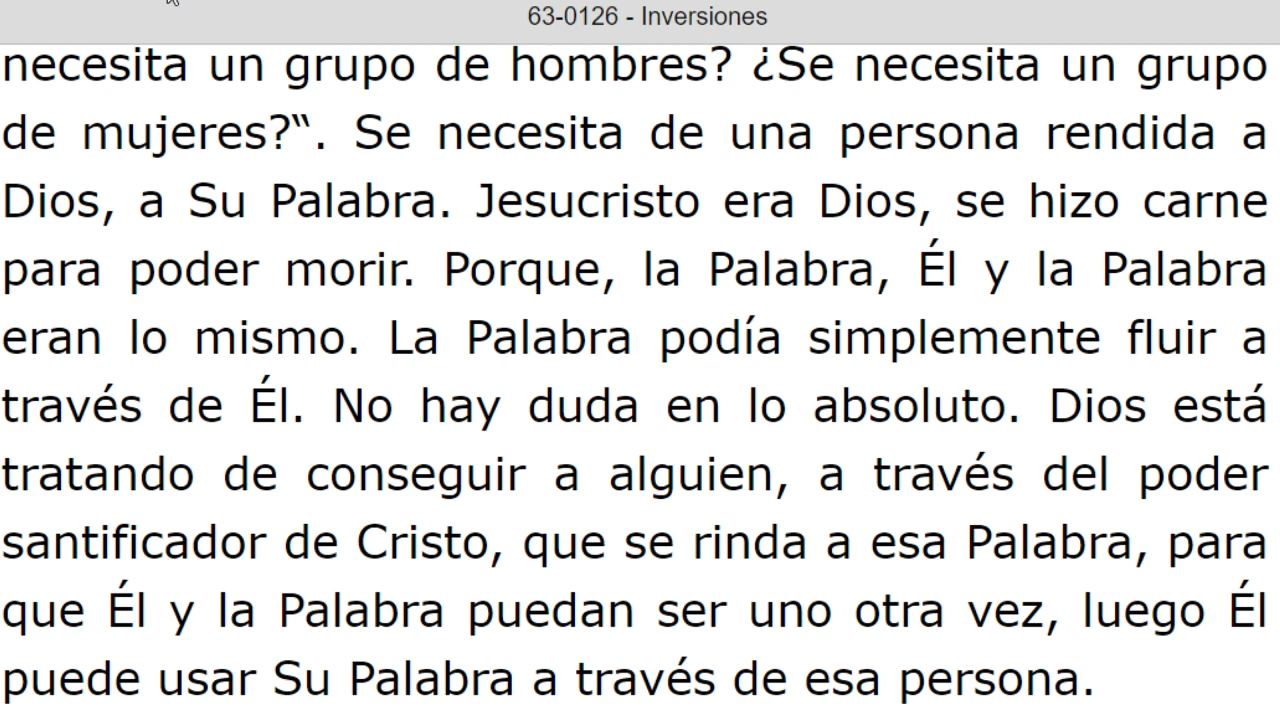 63-0126 - Inversiones
necesita un grupo de hombres? ¿Se necesita un grupo
de mujeres?“. Se necesita de una persona rendida a
Dios, a Su Palabra. Jesucristo era Dios, se hizo carne
para poder morir. Porque, la Palabra, Él y la Palabra
eran lo mismo. La Palabra podía simplemente fluir a
través de Él. No hay duda en lo absoluto. Dios está
tratando de conseguir a alguien, a través del poder
santificador de Cristo, que se rinda a esa Palabra, para
que Él y la Palabra puedan ser uno otra vez, luego Él
puede usar Su Palabra a través de esa persona.